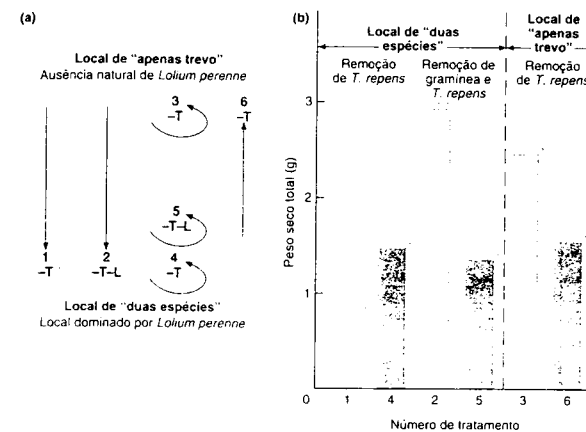 (a)
Local de "apenas trevo"
Ausência natural de Lolium perenne
3
–T
6
–T
5
–T–L
1
–T
2
–T–L
4
–T
Local de "duas espécies"
Local dominado por Lolium perenne
(b)
Local de "duas
espécies"
Local de
"apenas
trevo"
Remoção
de T. repens
Remoção de
gramínea e
T. repens
Remoção
de T. repens
Peso seco total (g)
3
2
1
0
1
4
2
5
3
6
Número de tratamento